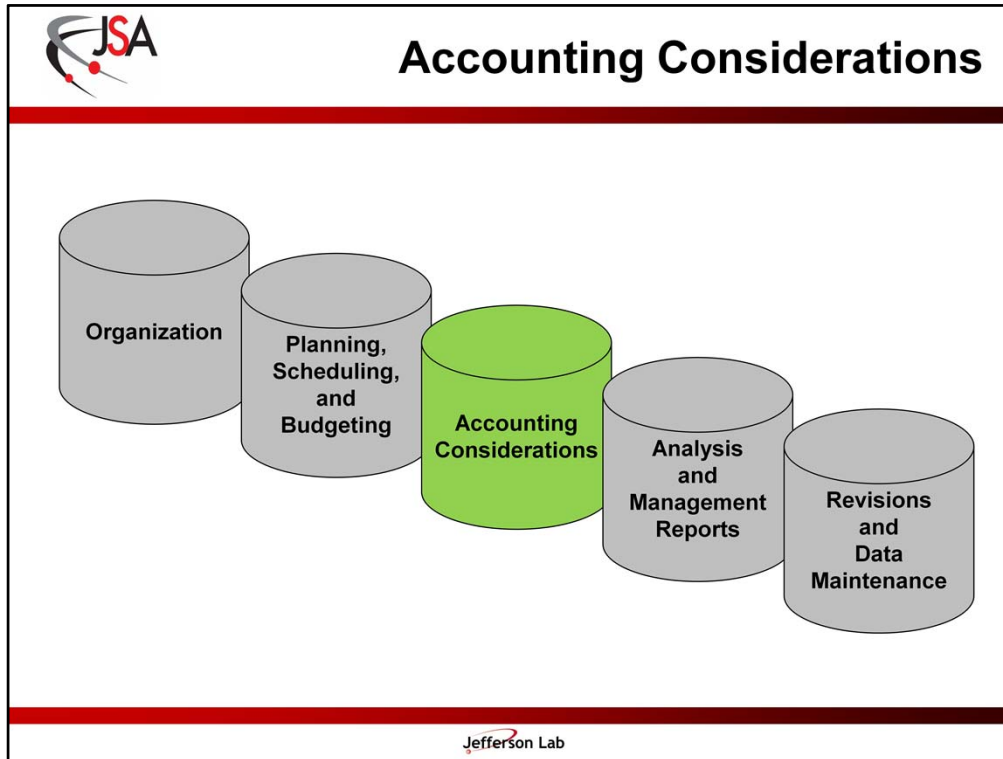 JSA
Accounting Considerations
Organization
Planning,
Scheduling,
and
Budgeting
Accounting
Considerations
Analysis
and
Management
Reports
Revisions
and
Data
Maintenance
Jefferson Lab